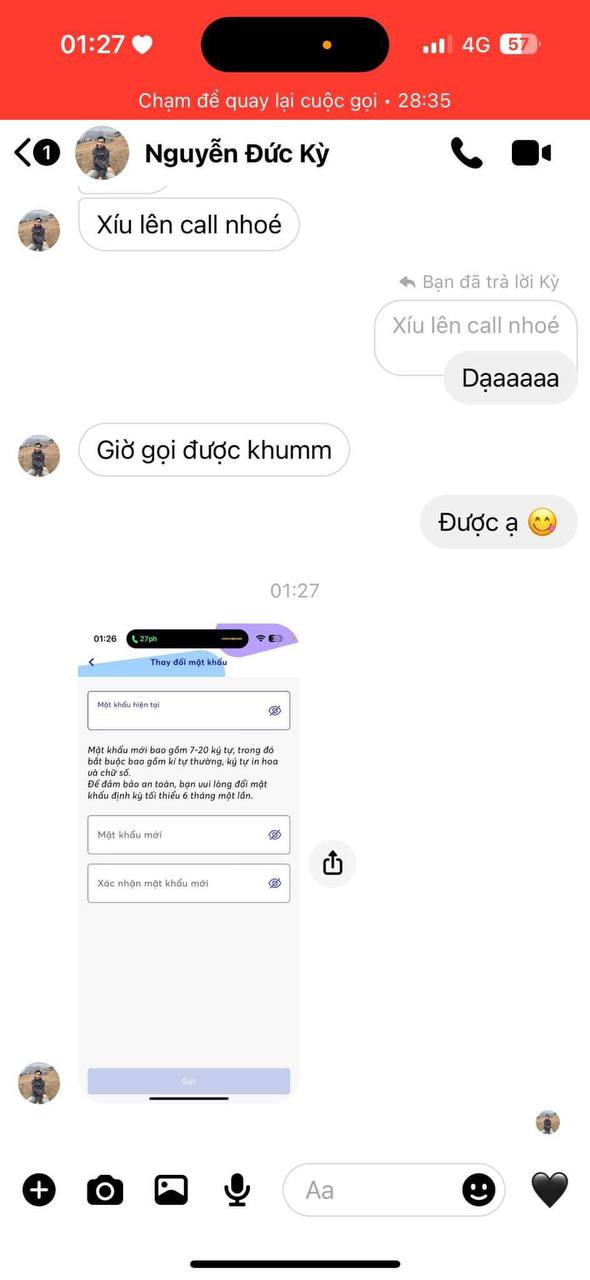 01:27
4G 57
Chạm để quay lại cuộc gọi • 28:35
1
Nguyễn Đức Kỳ
Xíu lên call nhoé
Bạn đã trả lời Kỳ
Xíu lên call nhoé
Dạaaaaa
Giờ gọi được khumm
Được ạ
01:27
01:26
27ph
Thay đổi mật khẩu
Mật khẩu hiện tại
Mật khẩu mới bao gồm 7-20 ký tự, trong đó
bắt buộc bao gồm kí tự thường, ký tự in hoa
và chữ số.
Để đảm bảo an toàn, bạn vui lòng đổi mật
khẩu định kỳ tối thiểu 6 tháng một lần.
Mật khẩu mới
Xác nhận mật khẩu mới
Gửi
Aa